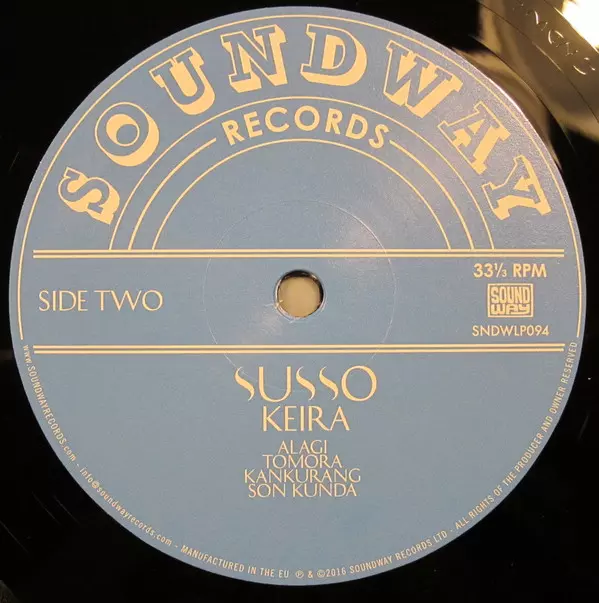 SOUNDWAY
RECORDS
SIDE TWO
33⅓ RPM
SOUND
WAY
SNDWLP094
SUSSO
KEIRA
ALAGI
TOMORA
KANKURANG
SON KUNDA
www.SOUNDWAYRECORDS.com - info@soundwayrecords.com - MANUFACTURED IN THE EU ℗ & ©2016 SOUNDWAY RECORDS LTD - ALL RIGHTS OF THE PRODUCER AND OWNER RESERVED